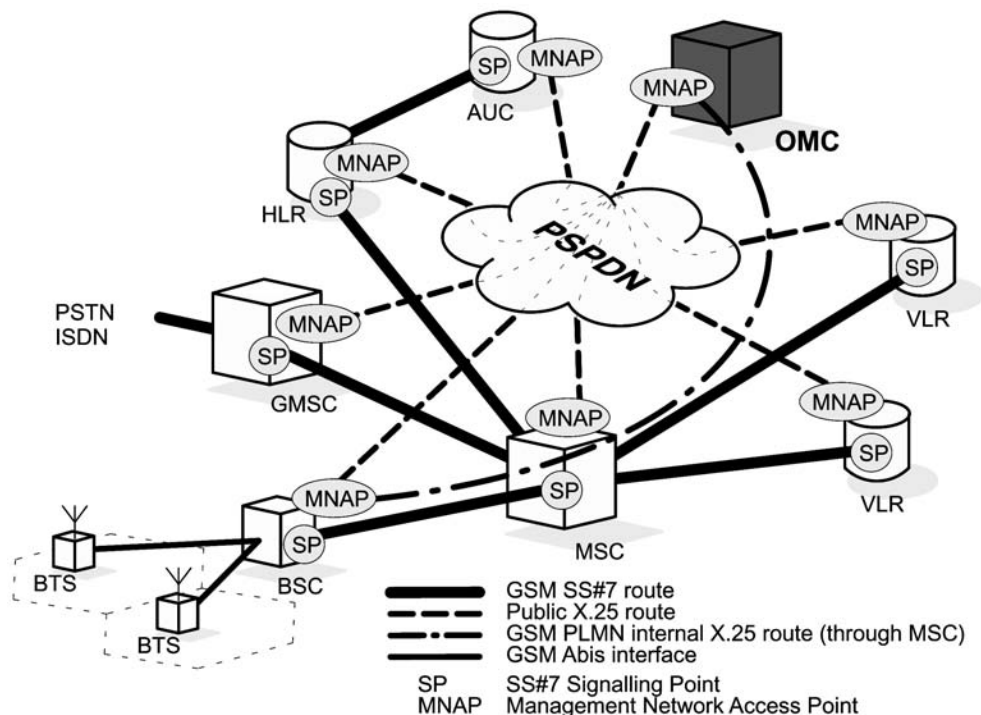 SP
MNAP
AUC
MNAP
OMC
MNAP
SP
HLR
PSPDN
MNAP
SP
VLR
PSTN
ISDN
MNAP
SP
GMSC
MNAP
MNAP
SP
VLR
MNAP
SP
MSC
SP
BSC
BTS
BTS
GSM SS#7 route
Public X.25 route
GSM PLMN internal X.25 route (through MSC)
GSM Abis interface
SP SS#7 Signalling Point
MNAP Management Network Access Point